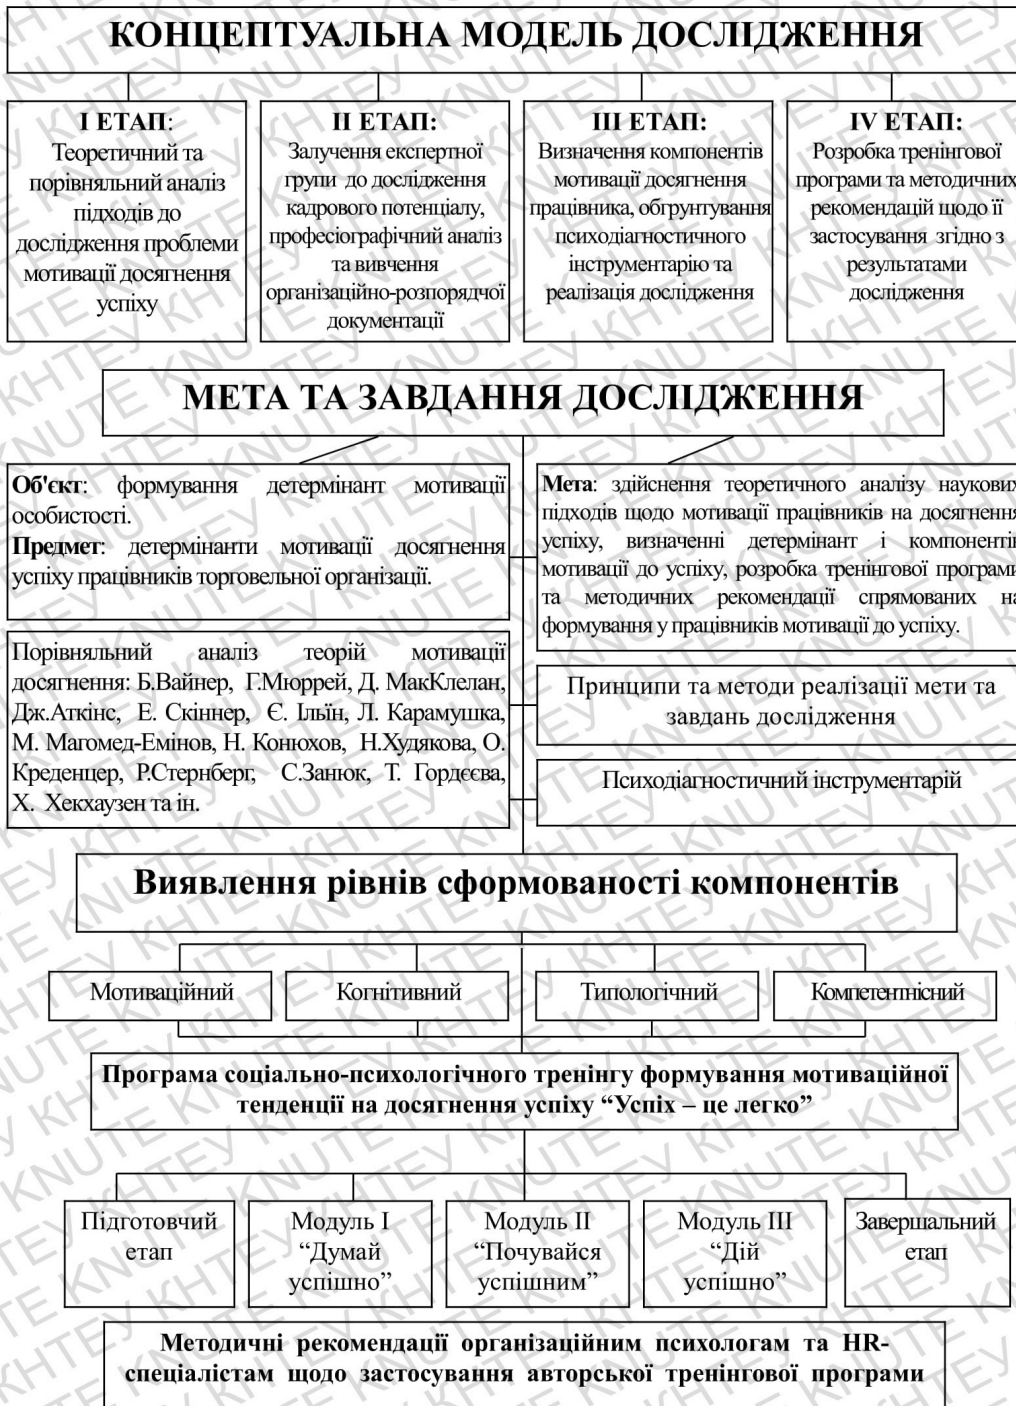 КОНЦЕПТУАЛЬНА МОДЕЛЬ ДОСЛІДЖЕННЯ
І ЕТАП:
Теоретичний та
порівняльний аналіз
підходів до
дослідження проблеми
мотивації досягнення
успіху
ІІ ЕТАП:
Залучення експертної
групи до дослідження
кадрового потенціалу,
професіографічний аналіз
та вивчення
організаційно-розпорядчої
документації
ІІІ ЕТАП:
Визначення компонентів
мотивації досягнення
працівника, обгрунтування
психодіагностичного
інструментарію та
реалізація дослідження
IV ЕТАП:
Розробка тренінгової
програми та методичних
рекомендацій щодо її
застосування згідно з
результатами
дослідження
МЕТА ТА ЗАВДАННЯ ДОСЛІДЖЕННЯ
Об'єкт: формування детермінант мотивації
особистості.
Предмет: детермінанти мотивації досягнення
успіху працівників торговельної організації.
Мета: здійснення теоретичного аналізу наукових
підходів щодо мотивації працівників на досягнення
успіху, визначенні детермінант і компонентів
мотивації до успіху, розробка тренінгової програми
та методичних рекомендації спрямованих на
формування у працівників мотивації до успіху.
Порівняльний аналіз теорій мотивації
досягнення: Б.Вайнер, Г.Мюррей, Д. МакКлелан,
Дж.Аткінс, Е. Скіннер, Є. Ільїн, Л. Карамушка,
М. Магомед-Емінов, Н. Конюхов, Н.Худякова, О.
Креденцер, Р.Стернберг, С.Занюк, Т. Гордєєва,
Х. Хекхаузен та ін.
Принципи та методи реалізації мети та
завдань дослідження
Психодіагностичний інструментарій
Виявлення рівнів сформованості компонентів
Мотиваційний
Когнітивний
Типологічний
Компетентнісний
Програма соціально-психологічного тренінгу формування мотиваційної
тенденції на досягнення успіху “Успіх – це легко”
Підготовчий
етап
Модуль І
“Думай
успішно”
Модуль ІІ
“Почувайся
успішним”
Модуль ІІІ
“Дій
успішно”
Завершальний
етап
Методичні рекомендації організаційним психологам та HR-
спеціалістам щодо застосування авторської тренінгової програми